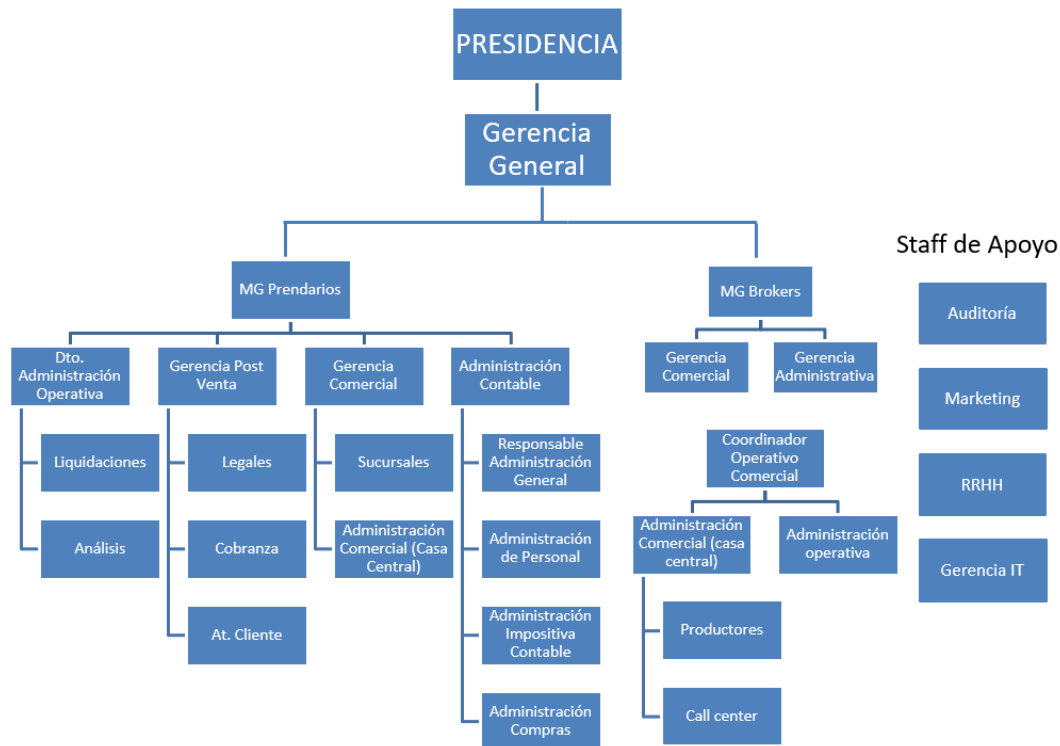 PRESIDENCIA
Gerencia
General
Staff de Apoyo
MG Prendarios
MG Brokers
Auditoría
Dto.
Administración
Operativa
Gerencia Post
Venta
Gerencia
Comercial
Administración
Contable
Gerencia
Comercial
Gerencia
Administrativa
Marketing
Liquidaciones
Legales
Sucursales
Responsable
Administración
General
Coordinador
Operativo
Comercial
RRHH
Análisis
Cobranza
Administración
Comercial (Casa
Central)
Administración
de Personal
Administración
Comercial (casa
central)
Administración
operativa
Gerencia IT
At. Cliente
Administración
Impositiva
Contable
Productores
Administración
Compras
Call center